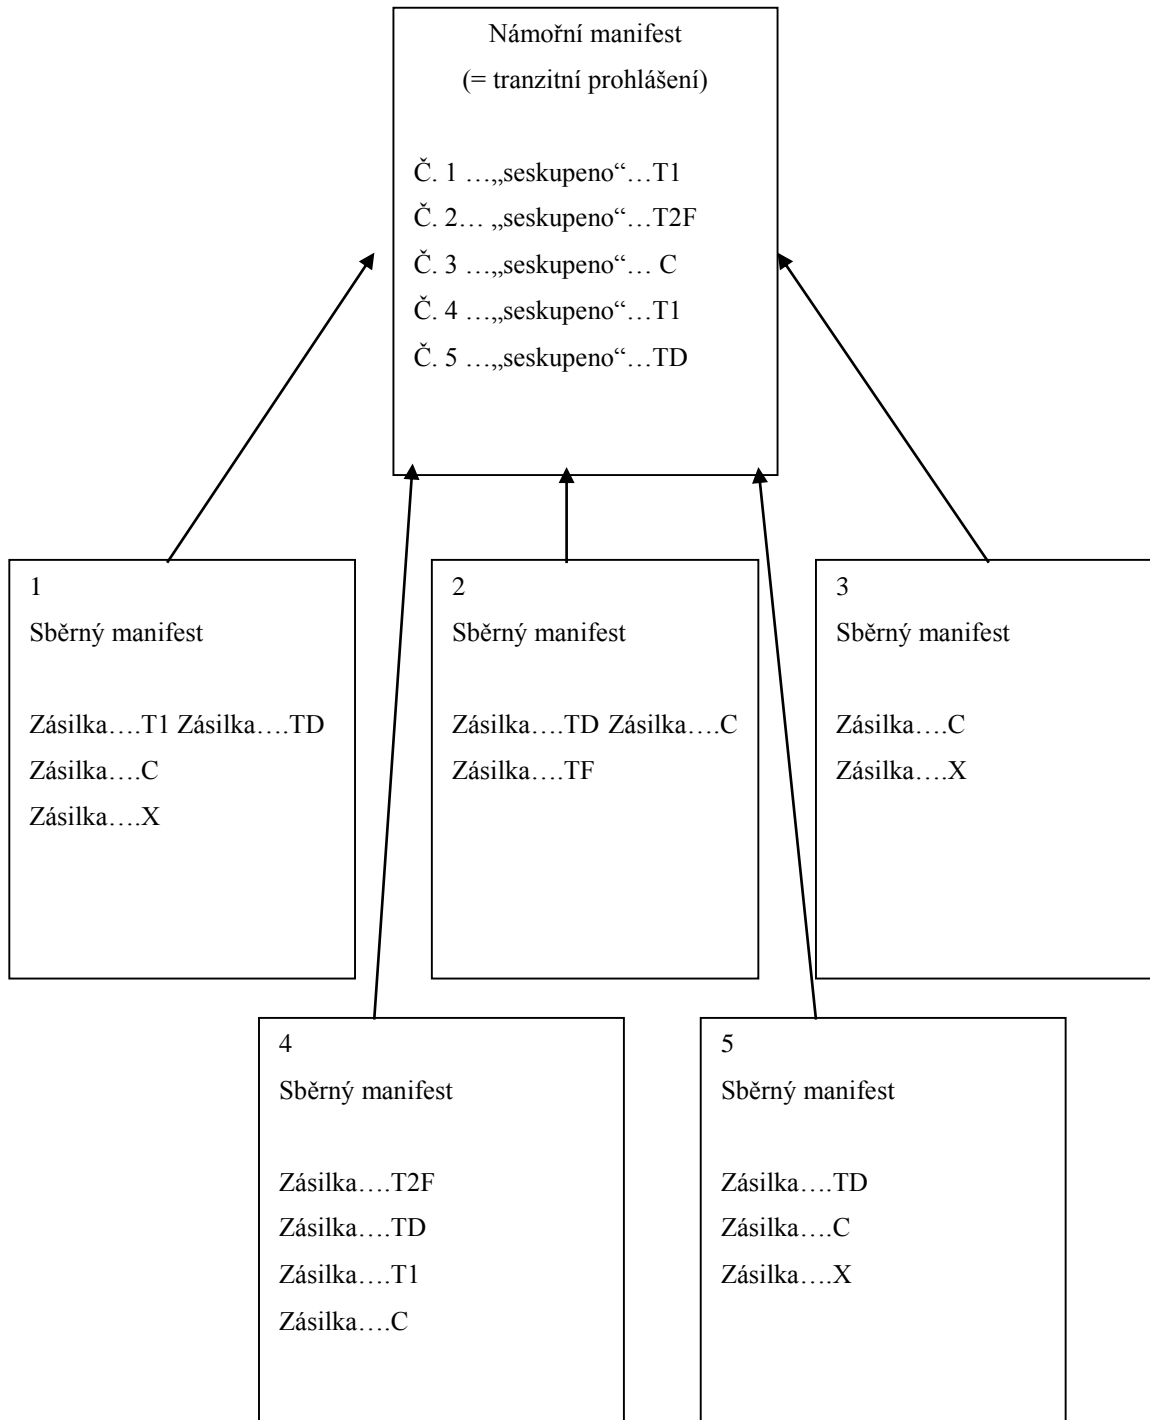 Námořní manifest
(= tranzitní prohlášení)
Č. 1 …„seskupeno“…T1
Č. 2… „seskupeno“…T2F
Č. 3 …„seskupeno“… C
Č. 4 …„seskupeno“…T1
Č. 5 …„seskupeno“…TD
1
Sběrný manifest
Zásilka….T1 Zásilka….TD
Zásilka….C
Zásilka….X
2
Sběrný manifest
Zásilka….TD Zásilka….C
Zásilka….TF
3
Sběrný manifest
Zásilka….C
Zásilka….X
4
Sběrný manifest
Zásilka….T2F
Zásilka….TD
Zásilka….T1
Zásilka….C
5
Sběrný manifest
Zásilka….TD
Zásilka….C
Zásilka….X